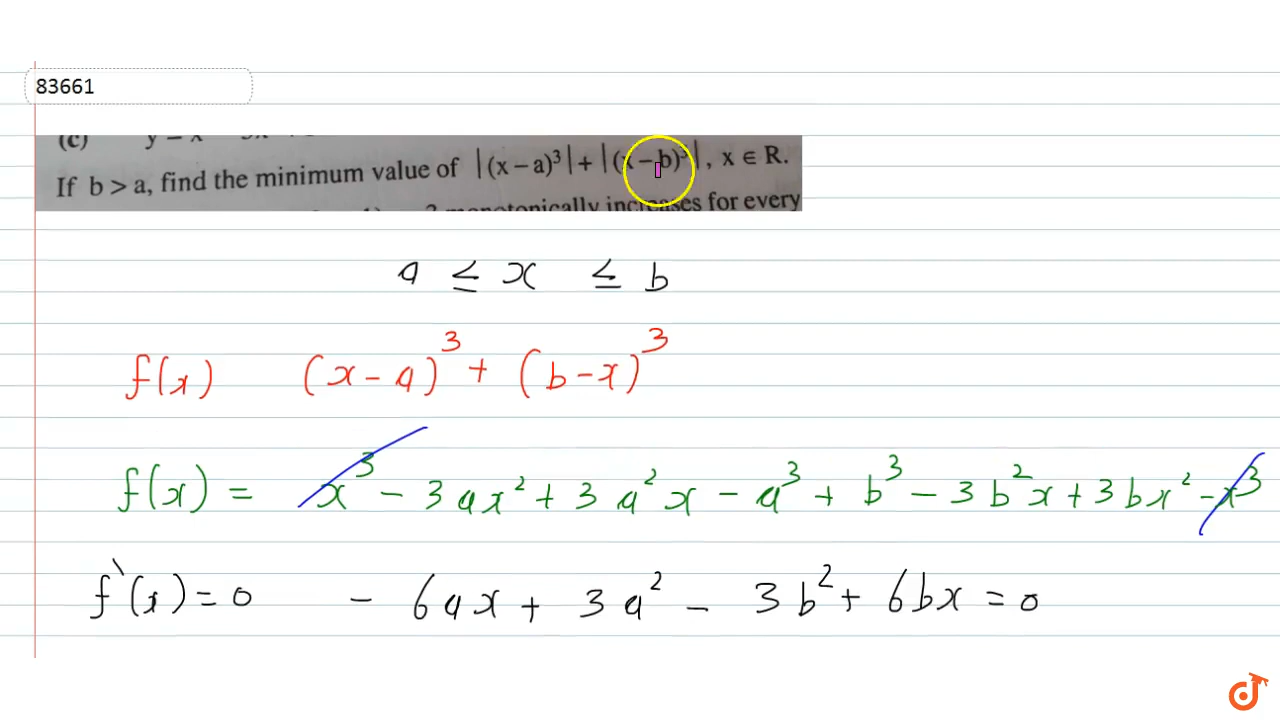 83661
(c)
If b > a, find the minimum value of |(x – a)³| + |(x – b)³|, x ∈ R.
monotonically increases for every
a ≤ x ≤ b
f(x) (x - a)³ + (b - x)³
f(x) = x³ - 3ax² + 3a²x - a³ + b³ - 3b²x + 3bx² - x³
f'(x) = 0 - 6ax + 3a² - 3b² + 6bx = 0